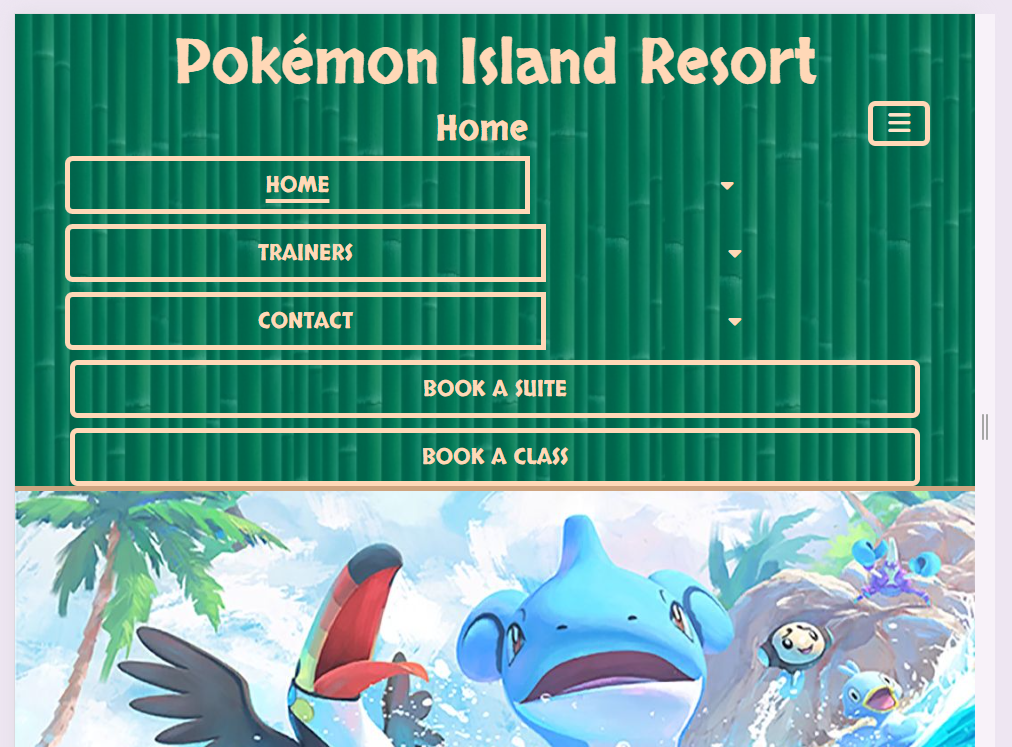 Pokémon Island Resort
Home
HOME
TRAINERS
CONTACT
BOOK A SUITE
BOOK A CLASS